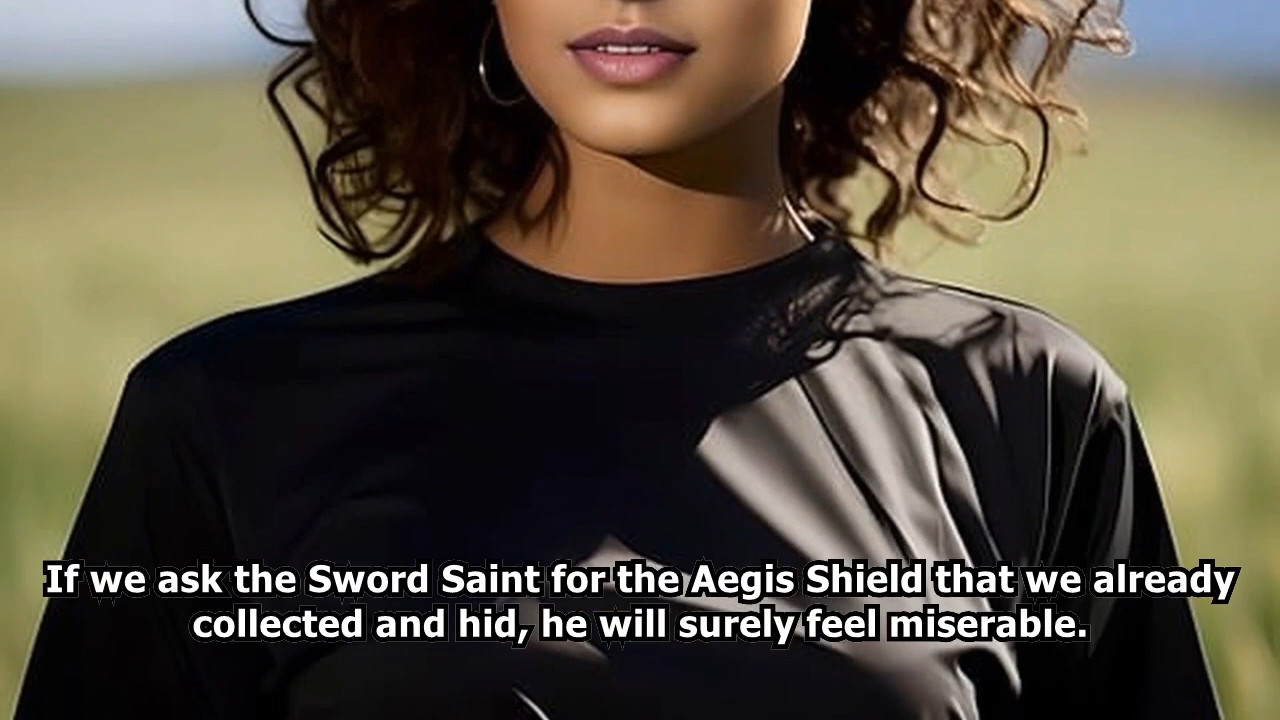 If we ask the Sword Saint for the Aegis Shield that we already
collected and hid, he will surely feel miserable.